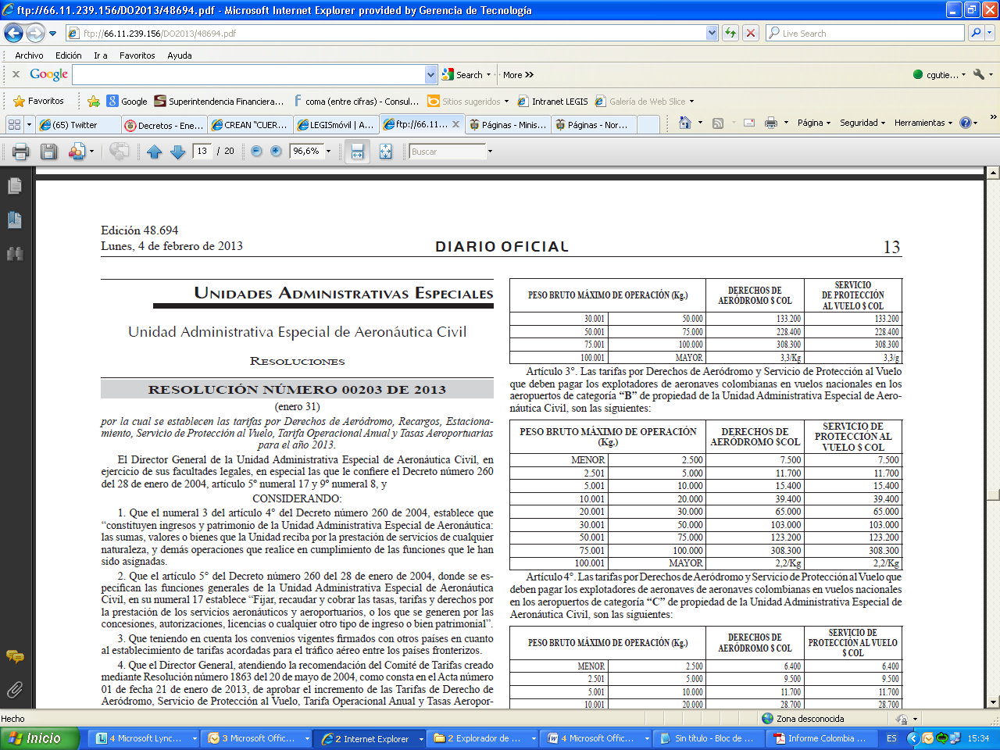 ftp://66.11.239.156/DO2013/48694.pdf - Microsoft Internet Explorer provided by Gerencia de Tecnología
ftp://66.11.239.156/DO2013/48694.pdf
Live Search
Archivo Edición Ir a Favoritos Ayuda
x Google Search More cgutie...
Favoritos Google Superintendencia Financiera... coma (entre cifras) - Consul... Sitios sugeridos Intranet LEGIS Galería de Web Slice
(65) Twitter Decretos - Ene... CREAN "CUER... LEGISmóvil | A... ftp://66.11... Páginas - Minis... Páginas - Nor... Página Seguridad Herramientas
13 / 20 96,6% Buscar
Edición 48.694
Lunes, 4 de febrero de 2013 DIARIO OFICIAL 13
UNIDADES ADMINISTRATIVAS ESPECIALES
Unidad Administrativa Especial de Aeronáutica Civil
RESOLUCIONES
RESOLUCIÓN NÚMERO 00203 DE 2013
(enero 31)
por la cual se establecen las tarifas por Derechos de Aeródromo, Recargos, Estaciona-
miento, Servicio de Protección al Vuelo, Tarifa Operacional Anual y Tasas Aeroportuarias
para el año 2013.
El Director General de la Unidad Administrativa Especial de Aeronáutica Civil, en
ejercicio de sus facultades legales, en especial las que le confiere el Decreto número 260
del 28 de enero de 2004, artículo 5º numeral 17 y 9º numeral 8, y
CONSIDERANDO:
1. Que el numeral 3 del artículo 4° del Decreto número 260 de 2004, establece que
“constituyen ingresos y patrimonio de la Unidad Administrativa Especial de Aeronáutica:
las sumas, valores o bienes que la Unidad reciba por la prestación de servicios de cualquier
naturaleza, y demás operaciones que realice en cumplimiento de las funciones que le han
sido asignadas.
2. Que el artículo 5° del Decreto número 260 del 28 de enero de 2004, donde se es-
pecifican las funciones generales de la Unidad Administrativa Especial de Aeronáutica
Civil, en su numeral 17 establece “Fijar, recaudar y cobrar las tasas, tarifas y derechos por
la prestación de los servicios aeronáuticos y aeroportuarios, o los que se generen por las
concesiones, autorizaciones, licencias o cualquier otro tipo de ingreso o bien patrimonial”.
3. Que teniendo en cuenta los convenios vigentes firmados con otros países en cuanto
al establecimiento de tarifas acordadas para el tráfico aéreo entre los países fronterizos.
4. Que el Director General, atendiendo la recomendación del Comité de Tarifas creado
mediante Resolución número 1863 del 20 de mayo de 2004, como consta en el Acta número
01 de fecha 21 de enero de 2013, de aprobar el incremento de las Tarifas de Derecho de
Aeródromo, Servicio de Protección al Vuelo, Tarifa Operacional Anual y Tasas Aeropor-
PESO BRUTO MÁXIMO DE OPERACIÓN (Kg.) DERECHOS DE AERÓDROMO $ COL SERVICIO DE PROTECCIÓN AL VUELO $ COL
30.001 50.000 133.200 133.200
50.001 75.000 228.400 228.400
75.001 100.000 308.300 308.300
100.001 MAYOR 3,3/Kg 3,3/g
Artículo 3°. Las tarifas por Derechos de Aeródromo y Servicio de Protección al Vuelo
que deben pagar los explotadores de aeronaves colombianas en vuelos nacionales en los
aeropuertos de categoría “B” de propiedad de la Unidad Administrativa Especial de Aero-
náutica Civil, son las siguientes:
PESO BRUTO MÁXIMO DE OPERACIÓN (Kg.) DERECHOS DE AERÓDROMO $COL SERVICIO DE PROTECCIÓN AL VUELO $ COL
MENOR 2.500 7.500 7.500
2.501 5.000 11.700 11.700
5.001 10.000 15.400 15.400
10.001 20.000 39.400 39.400
20.001 30.000 65.000 65.000
30.001 50.000 103.000 103.000
50.001 75.000 123.200 123.200
75.001 100.000 308.300 308.300
100.001 MAYOR 2,2/Kg 2,2/Kg
Artículo 4°. Las tarifas por Derechos de Aeródromo y Servicio de Protección al Vuelo que
deben pagar los explotadores de aeronaves de aeronaves colombianas en vuelos nacionales
en los aeropuertos de categoría “C” de propiedad de la Unidad Administrativa Especial de
Aeronáutica Civil, son las siguientes:
PESO BRUTO MÁXIMO DE OPERACIÓN (Kg.) DERECHOS DE AERÓDROMO $ COL SERVICIO DE PROTECCIÓN AL VUELO $ COL
MENOR 2.500 6.400 6.400
2.501 5.000 9.500 9.500
5.001 10.000 11.700 11.700
10.001 20.000 28.700 28.700
Hecho Zona desconocida
Inicio 4 Microsoft Lync... 3 Microsoft Offic... 2 Internet Explorer 2 Explorador de ... 4 Microsoft Offic... Sin título - Bloc de ... Informe Colombia ... ES 15:34